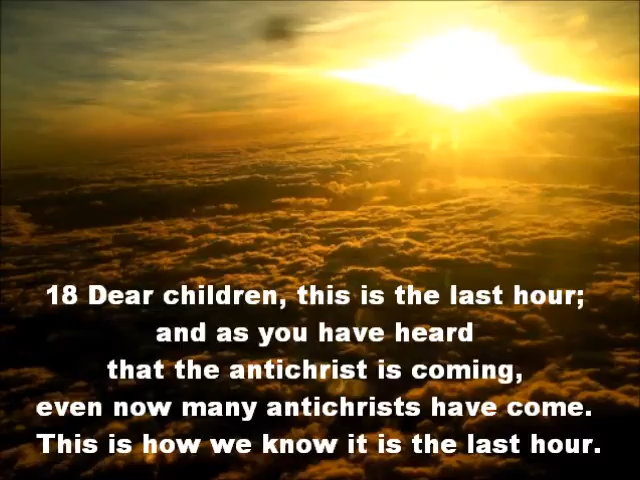 18 Dear children, this is the last hour;
and as you have heard
that the antichrist is coming,
even now many antichrists have come.
This is how we know it is the last hour.